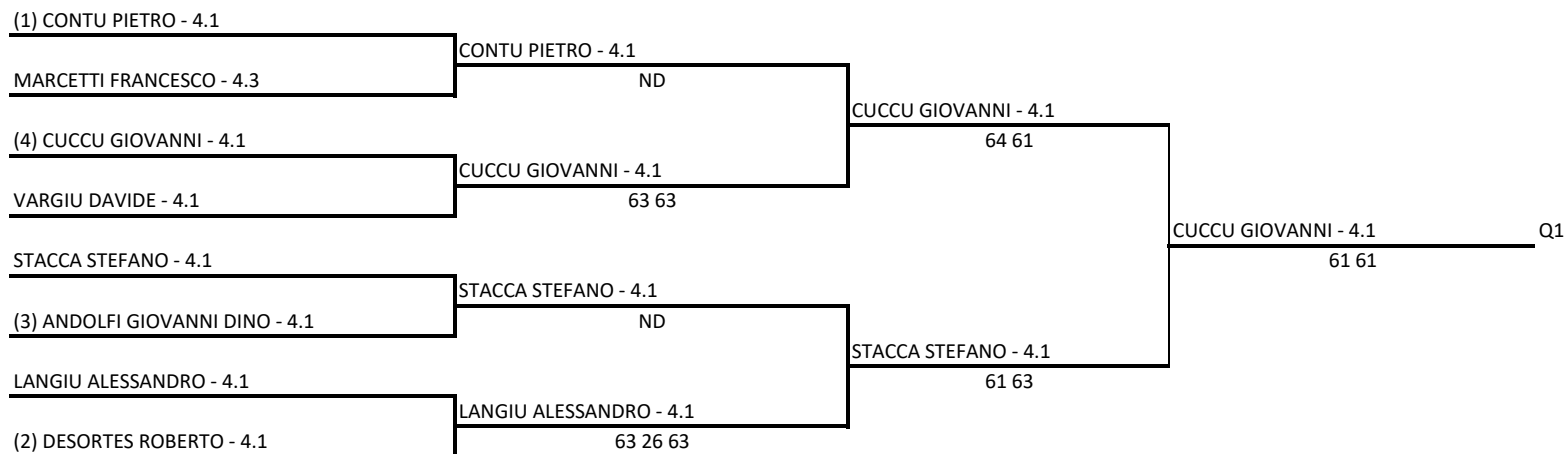 (1) CONTU PIETRO - 4.1
CONTU PIETRO - 4.1
MARCETTI FRANCESCO - 4.3
ND
CUCCU GIOVANNI - 4.1
(4) CUCCU GIOVANNI - 4.1
64 61
CUCCU GIOVANNI - 4.1
VARGIU DAVIDE - 4.1
63 63
CUCCU GIOVANNI - 4.1 Q1
STACCA STEFANO - 4.1
61 61
STACCA STEFANO - 4.1
(3) ANDOLFI GIOVANNI DINO - 4.1
ND
STACCA STEFANO - 4.1
LANGIU ALESSANDRO - 4.1
61 63
LANGIU ALESSANDRO - 4.1
(2) DESORTES ROBERTO - 4.1
63 26 63